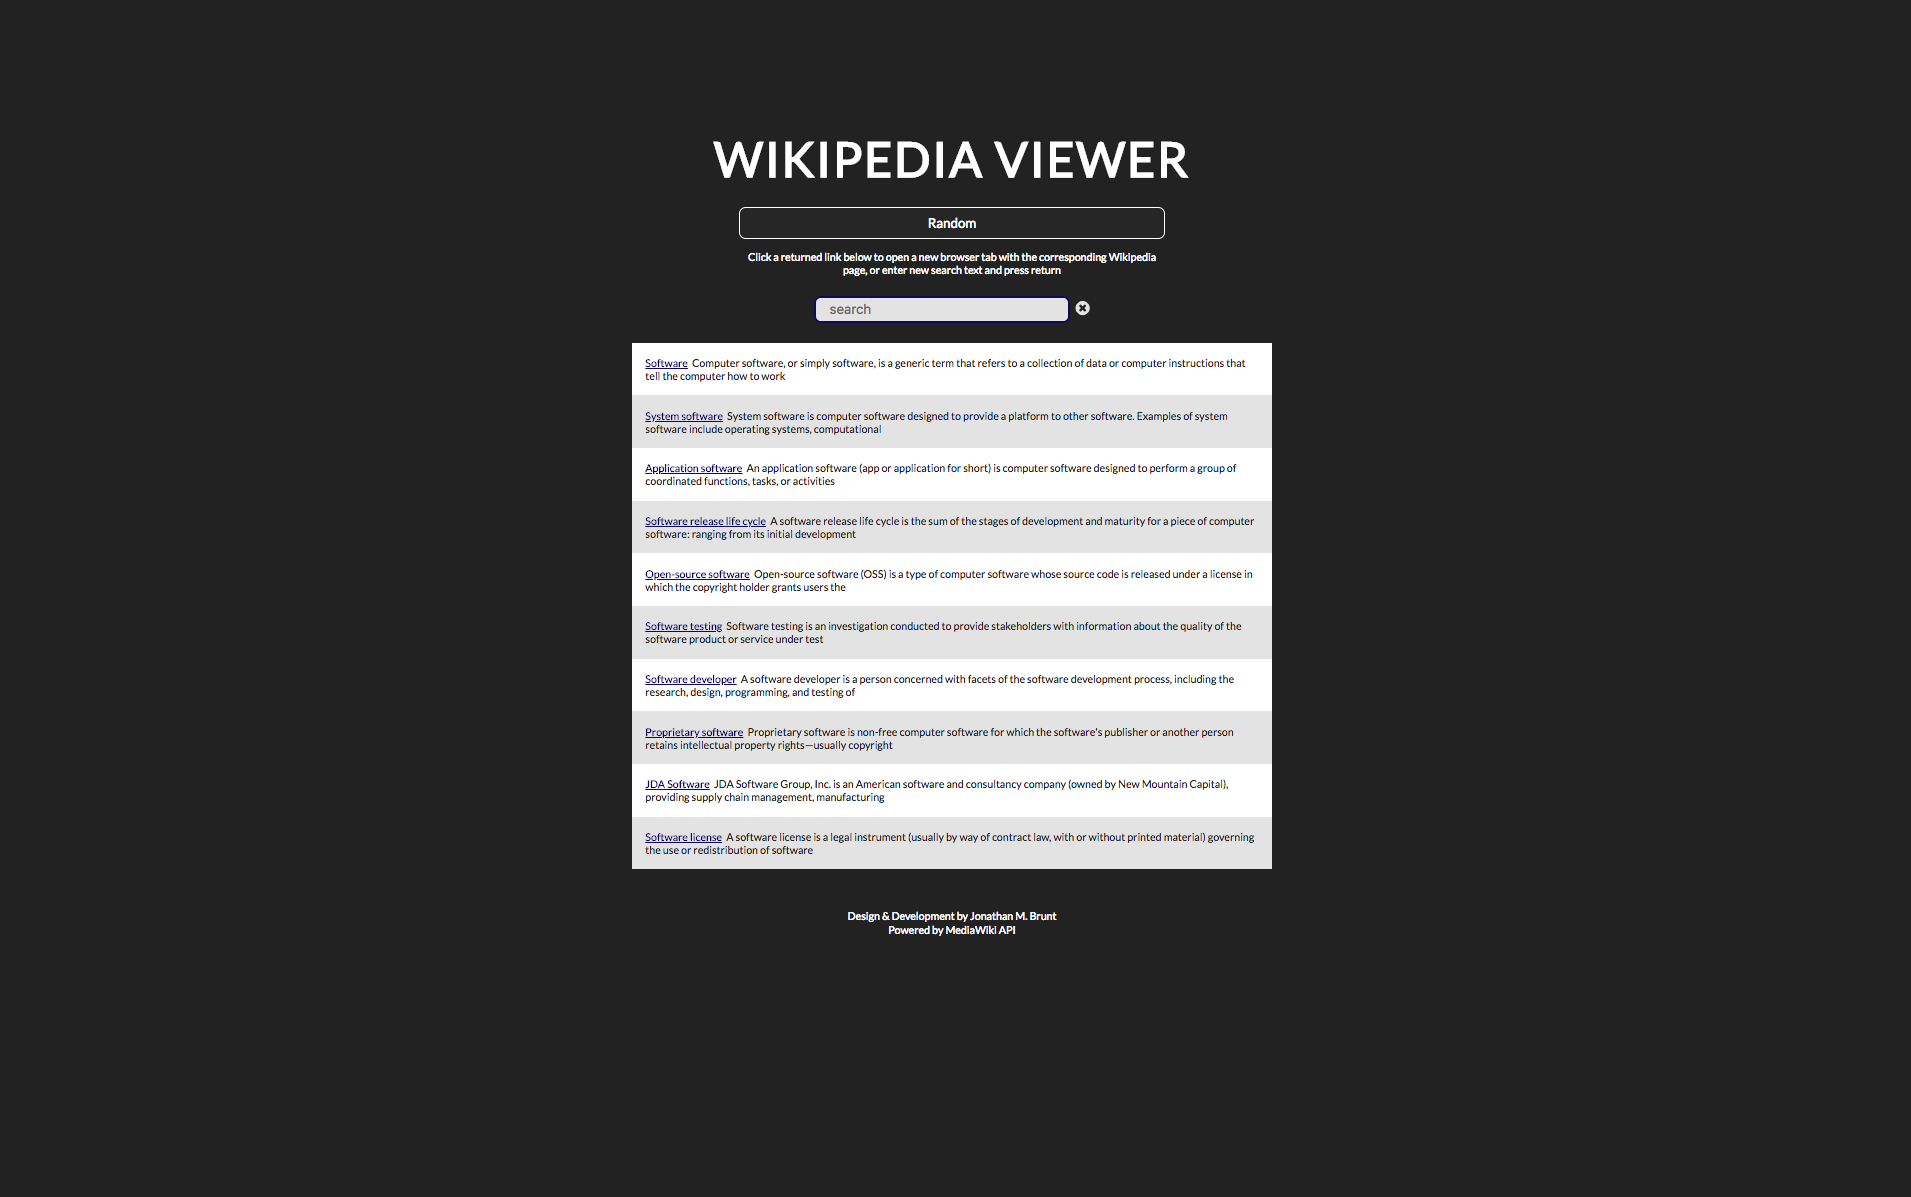 WIKIPEDIA VIEWER
Random
Click a returned link below to open a new browser tab with the corresponding Wikipedia
page, or enter new search text and press return
search
Software Computer software, or simply software, is a generic term that refers to a collection of data or computer instructions that
tell the computer how to work
System software System software is computer software designed to provide a platform to other software. Examples of system
software include operating systems, computational
Application software An application software (app or application for short) is computer software designed to perform a group of
coordinated functions, tasks, or activities
Software release life cycle A software release life cycle is the sum of the stages of development and maturity for a piece of computer
software: ranging from its initial development
Open-source software Open-source software (OSS) is a type of computer software whose source code is released under a license in
which the copyright holder grants users the
Software testing Software testing is an investigation conducted to provide stakeholders with information about the quality of the
software product or service under test
Software developer A software developer is a person concerned with facets of the software development process, including the
research, design, programming, and testing of
Proprietary software Proprietary software is non-free computer software for which the software's publisher or another person
retains intellectual property rights—usually copyright
JDA Software JDA Software Group, Inc. is an American software and consultancy company (owned by New Mountain Capital),
providing supply chain management, manufacturing
Software license A software license is a legal instrument (usually by way of contract law, with or without printed material) governing
the use or redistribution of software
Design & Development by Jonathan M. Brunt
Powered by MediaWiki API